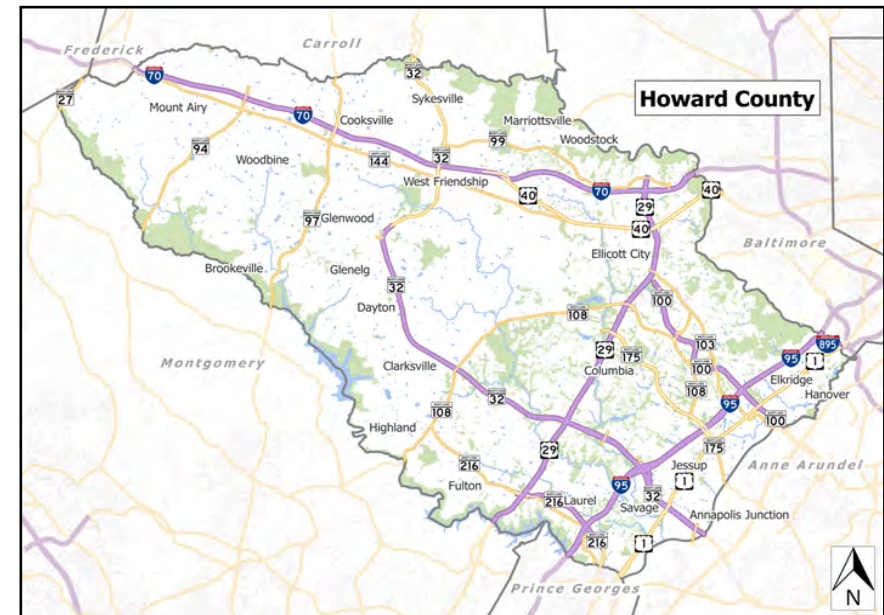 Howard County
Frederick
Carroll
Baltimore
Montgomery
Anne Arundel
Prince Georges
27
70
Mount Airy
94
70
Cooksville
Woodbine
144
32
Sykesville
Marriottsville
99
Woodstock
32
West Friendship
40
70
29
40
40
Ellicott City
97
Glenwood
Brookeville
Glenelg
32
Dayton
108
MARYLAND
100
29
175
103
Columbia
100
108
95
895
1
Elkridge
Hanover
95
100
Clarksville
32
108
Highland
29
216
Fulton
175
Jessup
1
95
32
216
Laurel
Savage
Annapolis Junction
216
1
N